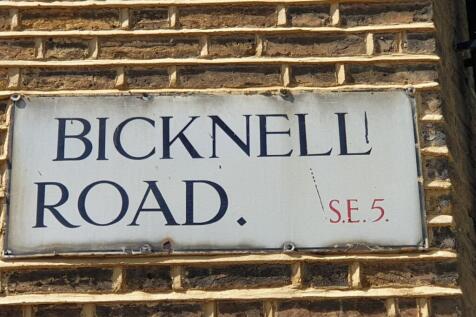 BICKNELL
ROAD. S.E. 5.